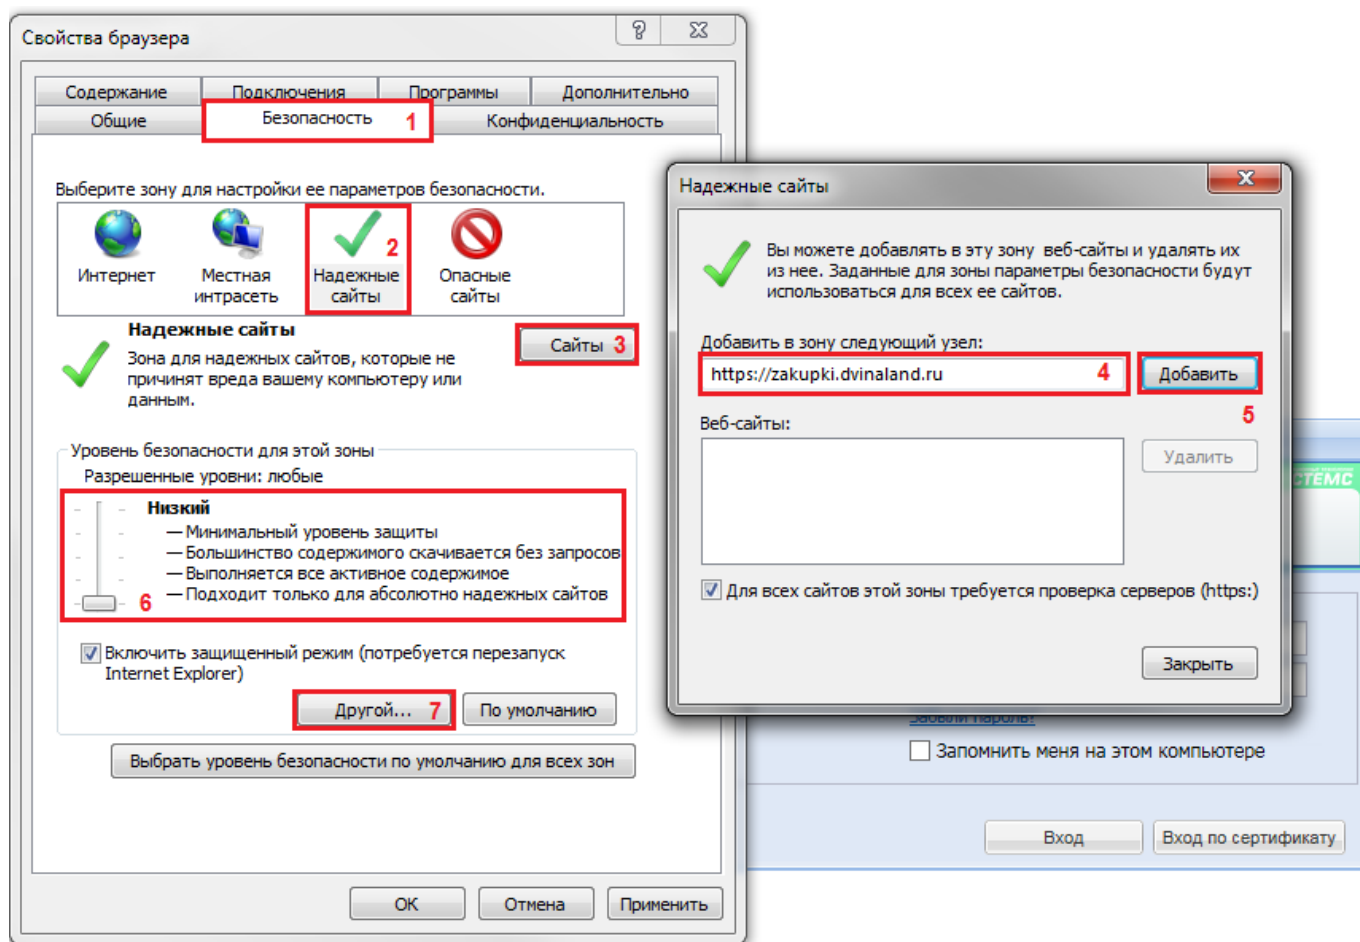 Свойства браузера
Содержание
Подключения
Программы
Дополнительно
Общие
Безопасность
1
Конфиденциальность
Выберите зону для настройки ее параметров безопасности.
Интернет
Местная
интрасеть
2
Надежные
сайты
Опасные
сайты
Надежные сайты
Зона для надежных сайтов, которые не
причинят вреда вашему компьютеру или
данным.
Сайты 3
Уровень безопасности для этой зоны
Разрешенные уровни: любые
Низкий
— Минимальный уровень защиты
— Большинство содержимого скачивается без запросов
— Выполняется все активное содержимое
— Подходит только для абсолютно надежных сайтов
6
Включить защищенный режим (потребуется перезапуск
Internet Explorer)
Другой... 7
По умолчанию
Выбрать уровень безопасности по умолчанию для всех зон
OK
Отмена
Применить
Надежные сайты
Вы можете добавлять в эту зону веб-сайты и удалять их
из нее. Заданные для зоны параметры безопасности будут
использоваться для всех ее сайтов.
Добавить в зону следующий узел:
https://zakupki.dvinaland.ru
4
Добавить
5
Веб-сайты:
Удалить
Для всех сайтов этой зоны требуется проверка серверов (https:)
Закрыть
СТЕМС
Забыли пароль?
Запомнить меня на этом компьютере
Вход
Вход по сертификату